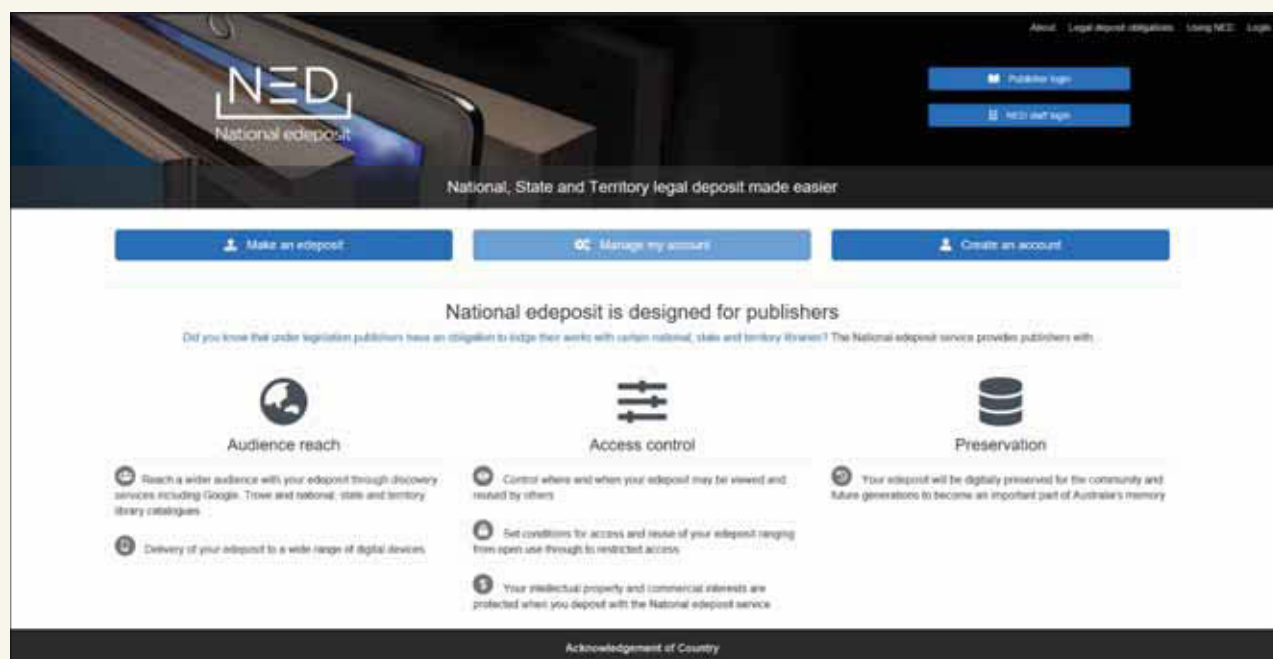 About Legal deposit obligations Using NED Login
Publisher login
NED staff login
NED
National edeposit
National, State and Territory legal deposit made easier
Make an edeposit
Manage my account
Create an account
National edeposit is designed for publishers
Did you know that under legislation publishers have an obligation to lodge their works with certain national, state and territory libraries? The National edeposit service provides publishers with
Audience reach
Reach a wider audience with your edeposit through discovery
services including Google, Trove and national, state and territory
library catalogues
Delivery of your edeposit to a wide range of digital devices
Access control
Control where and when your edeposit may be viewed and
reused by others
Set conditions for access and reuse of your edeposit ranging
from open use through to restricted access
Your intellectual property and commercial interests are
protected when you deposit with the National edeposit service
Preservation
Your edeposit will be digitally preserved for the community and
future generations to become an important part of Australia's memory
Acknowledgement of Country